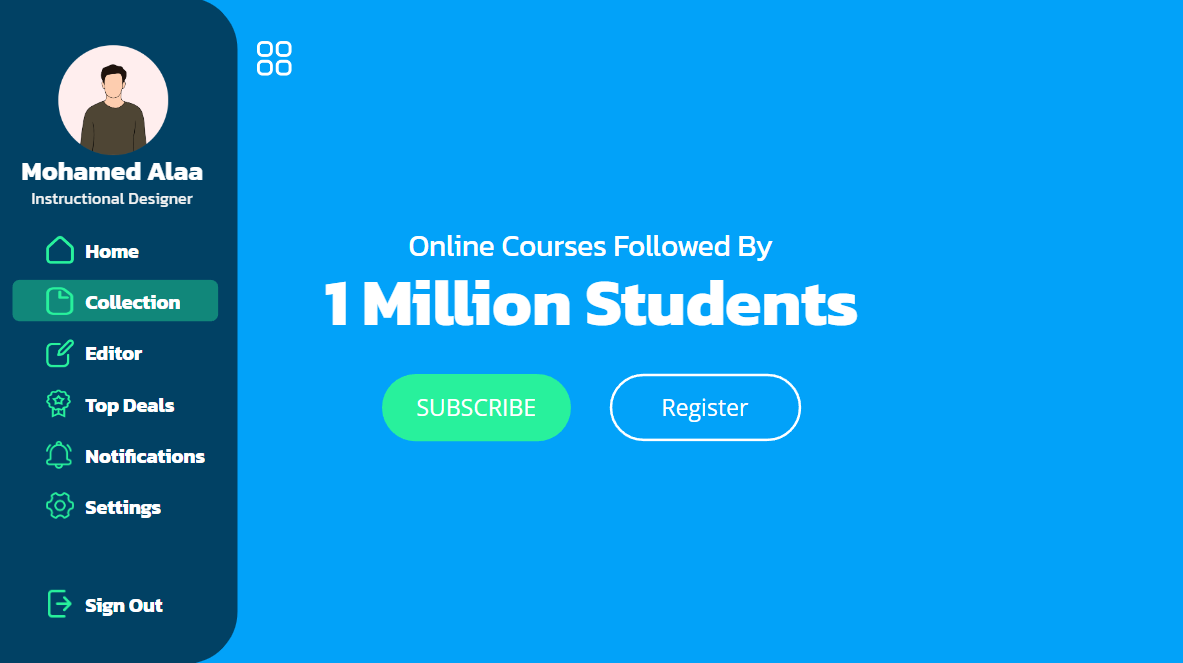 Mohamed Alaa
Instructional Designer
Home
Collection
Editor
Top Deals
Notifications
Settings
Sign Out
Online Courses Followed By
1 Million Students
SUBSCRIBE
Register